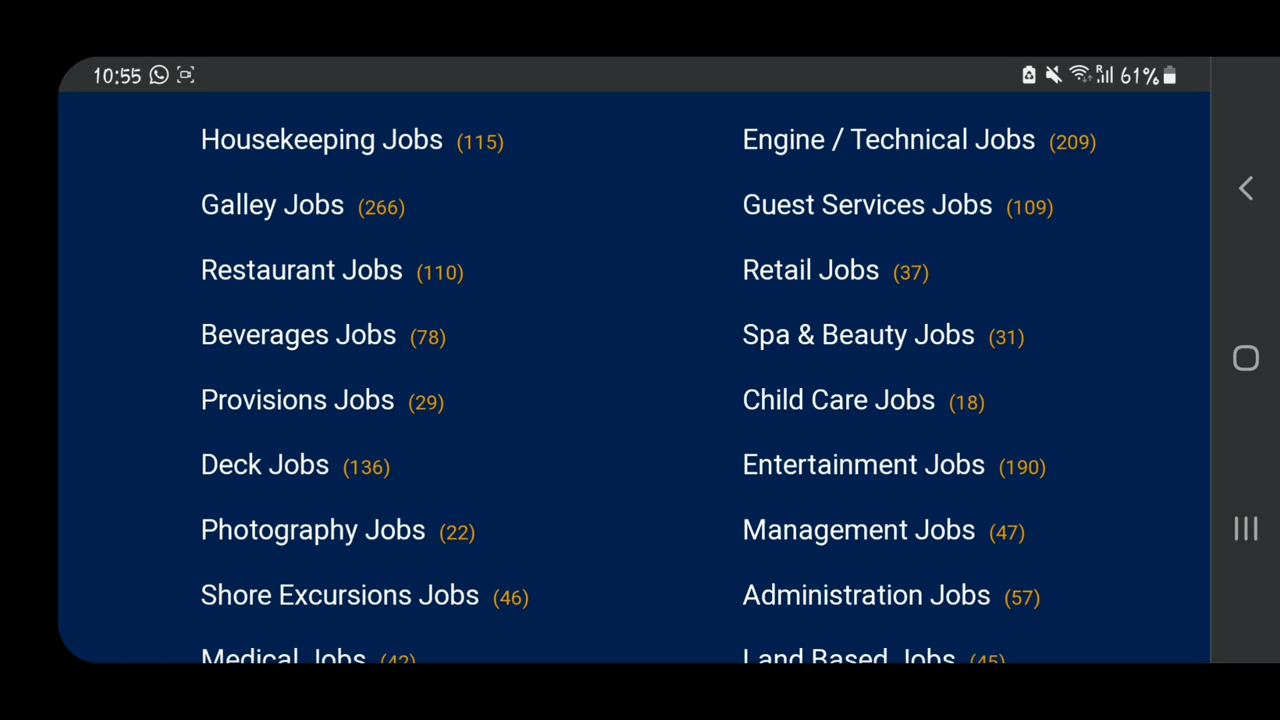 10:55 61%
Housekeeping Jobs (115)
Galley Jobs (266)
Restaurant Jobs (110)
Beverages Jobs (78)
Provisions Jobs (29)
Deck Jobs (136)
Photography Jobs (22)
Shore Excursions Jobs (46)
Medical Jobs (42)
Engine / Technical Jobs (209)
Guest Services Jobs (109)
Retail Jobs (37)
Spa & Beauty Jobs (31)
Child Care Jobs (18)
Entertainment Jobs (190)
Management Jobs (47)
Administration Jobs (57)
Land Based Jobs (45)